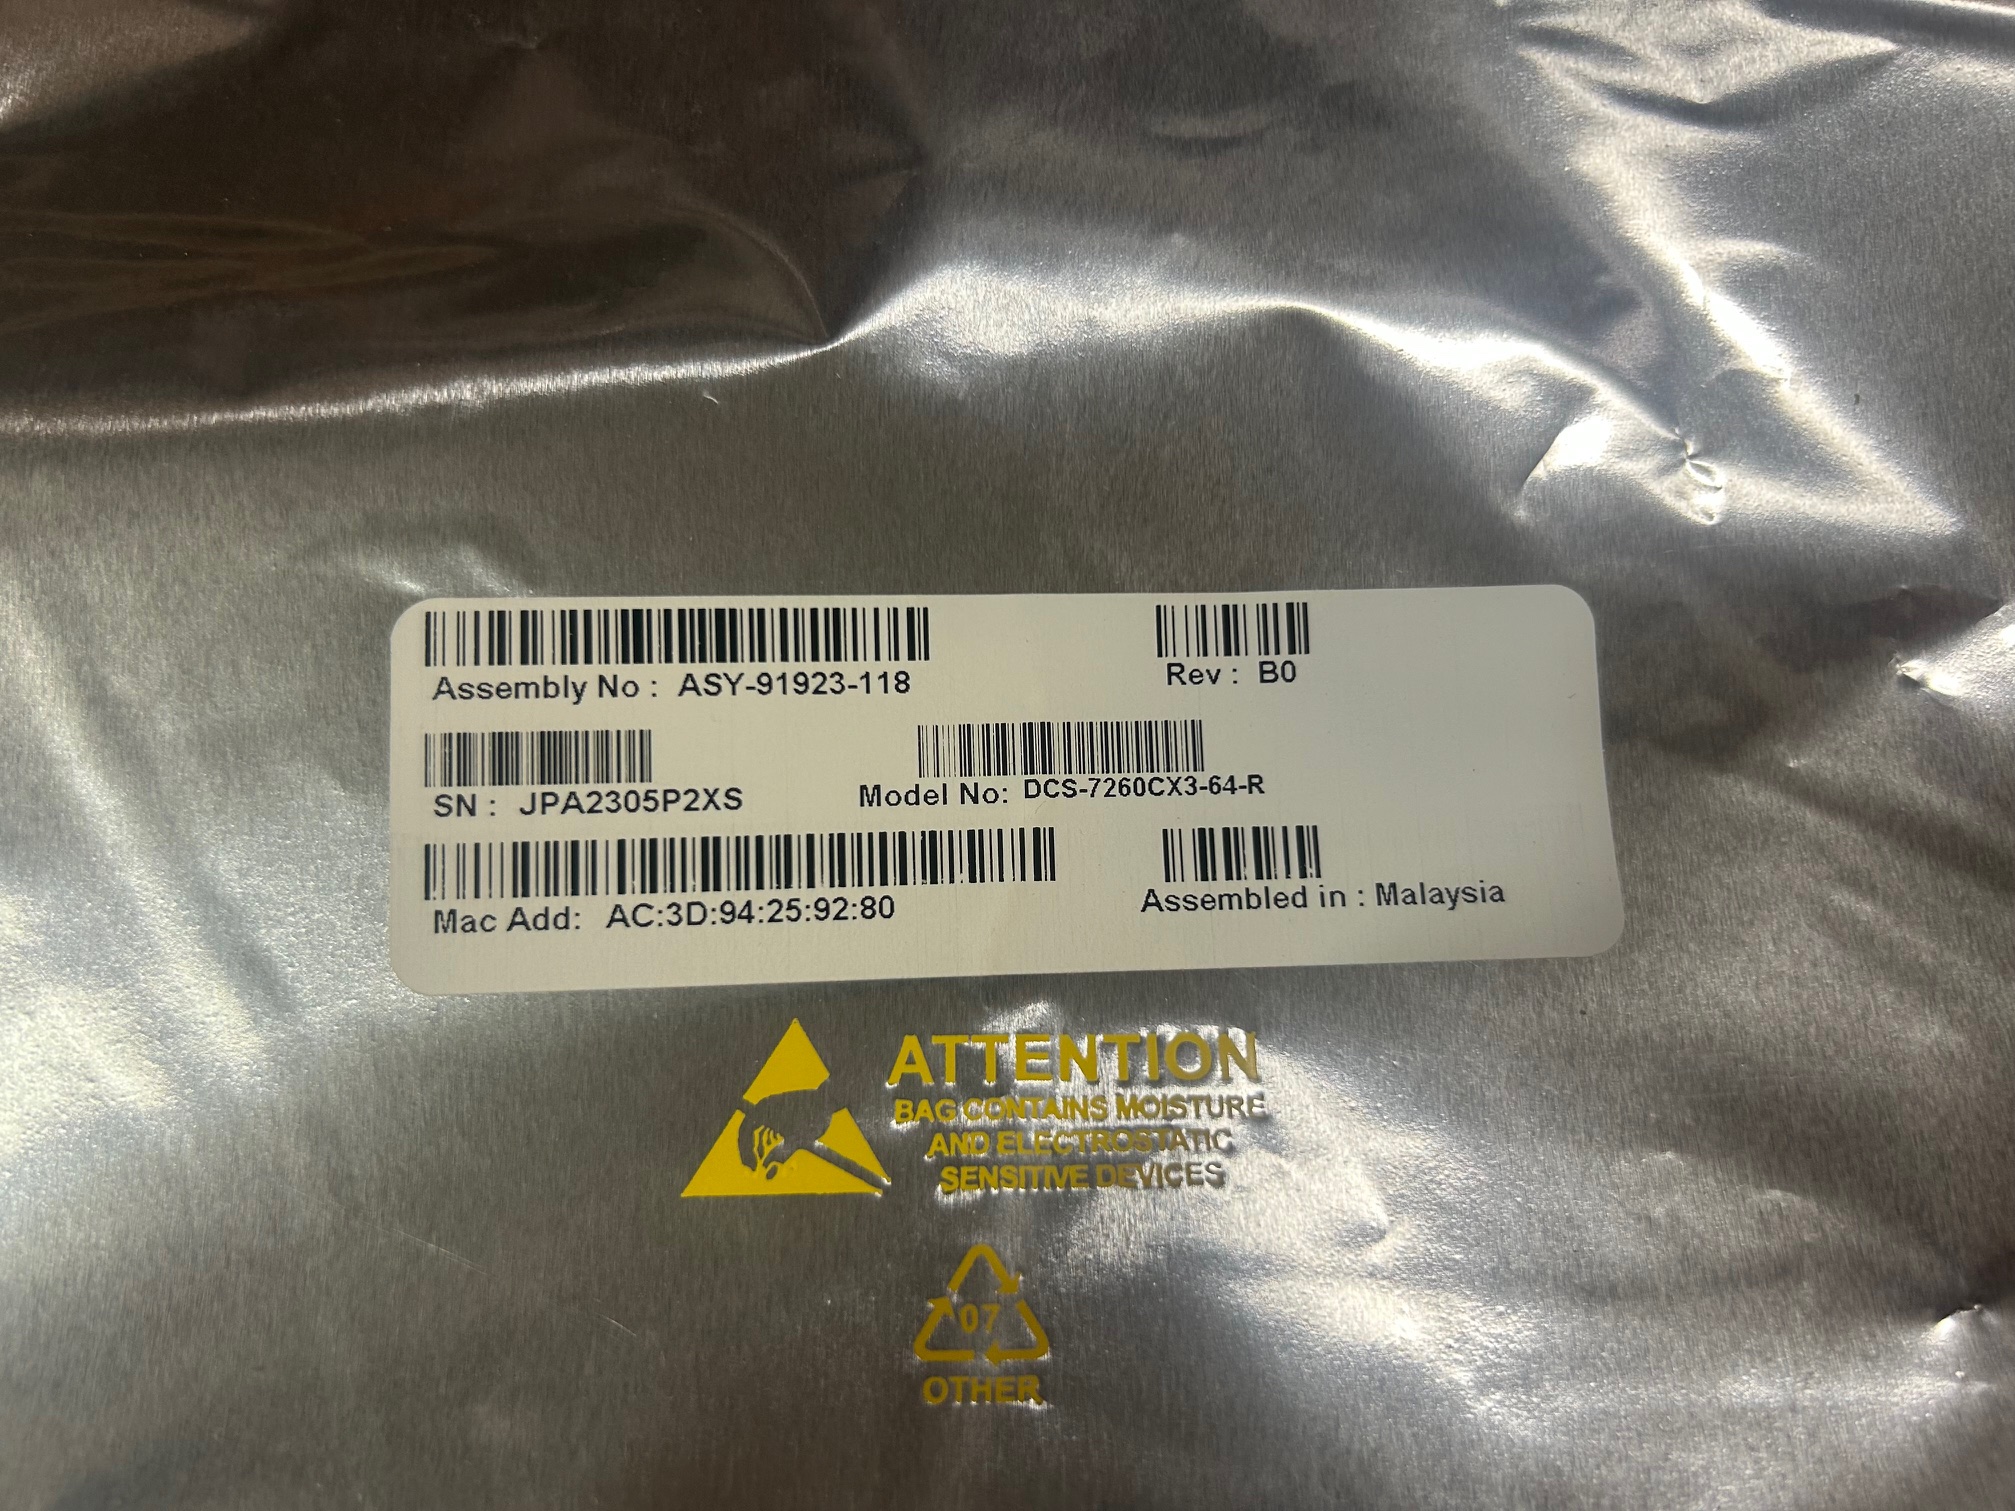 Assembly No : ASY-91923-118
Rev : B0
SN : JPA2305P2XS
Model No: DCS-7260CX3-64-R
Mac Add: AC:3D:94:25:92:80
Assembled in : Malaysia
ATTENTION
BAG CONTAINS MOISTURE
AND ELECTROSTATIC
SENSITIVE DEVICES
07
OTHER